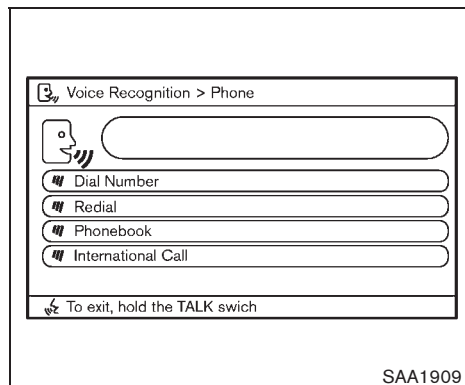 Voice Recognition > Phone
Dial Number
Redial
Phonebook
International Call
To exit, hold the TALK swich
SAA1909